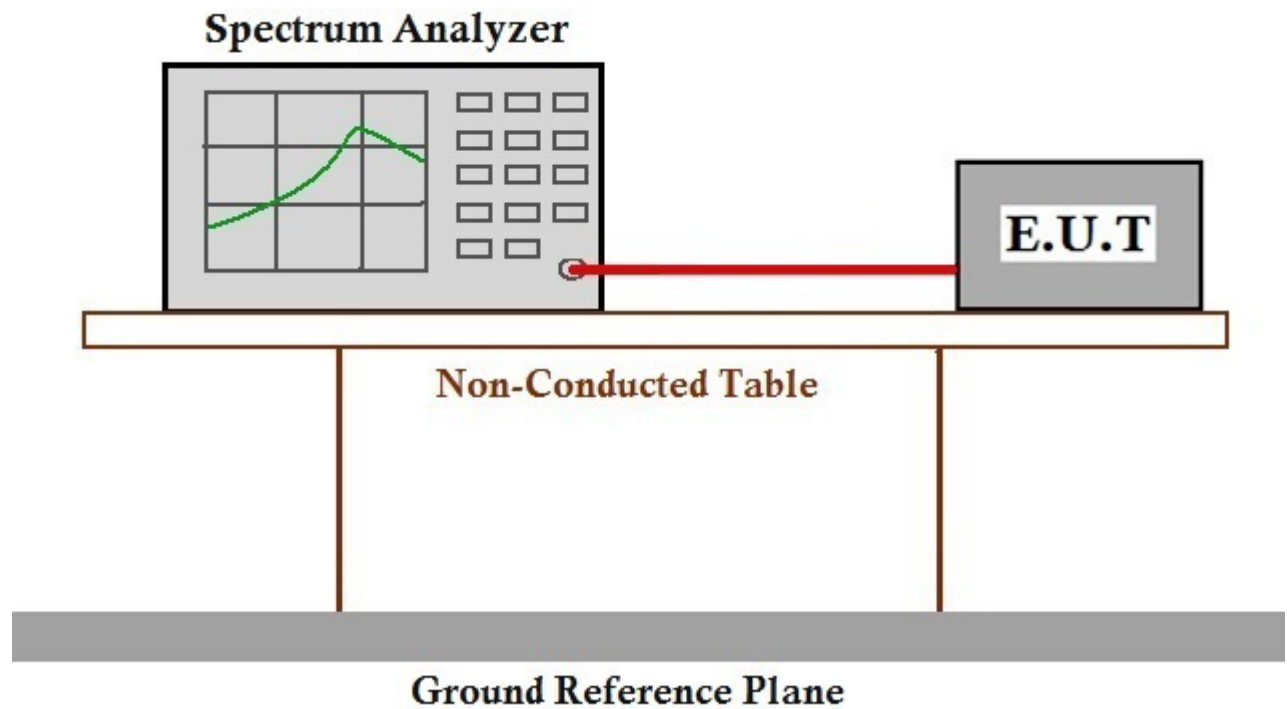 Spectrum Analyzer
E.U.T
Non-Conducted Table
Ground Reference Plane